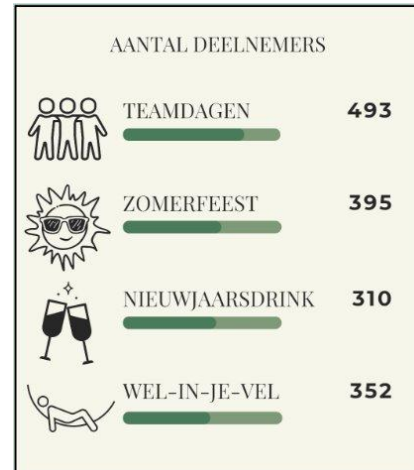 AANTAL DEELNEMERS
TEAMDAGEN 493
ZOMERFEEST 395
NIEUWJAARSDRINK 310
WEL-IN-JE-VEL 352